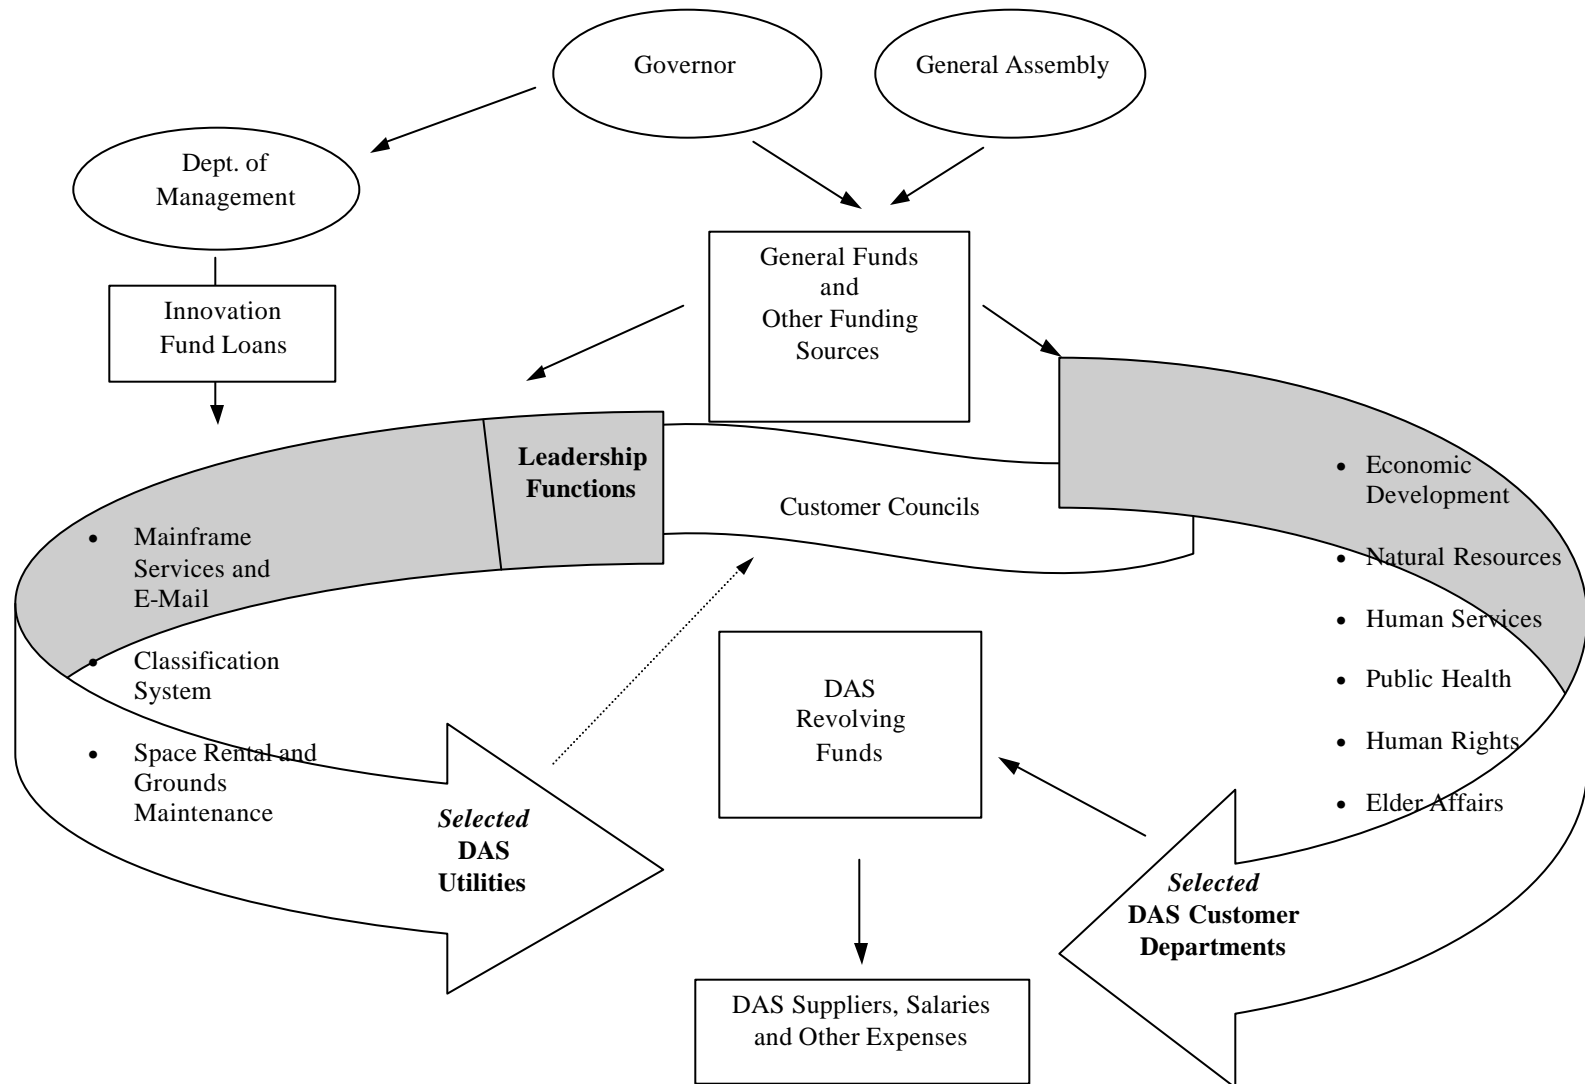 Governor
General Assembly
Dept. of
Management
General Funds
and
Other Funding
Sources
Innovation
Fund Loans
Leadership
Functions
Customer Councils
• Mainframe
Services and
E-Mail
• Classification
System
• Space Rental and
Grounds
Maintenance
Selected
DAS
Utilities
DAS
Revolving
Funds
• Economic
Development
• Natural Resources
• Human Services
• Public Health
• Human Rights
• Elder Affairs
Selected
DAS Customer
Departments
DAS Suppliers, Salaries
and Other Expenses